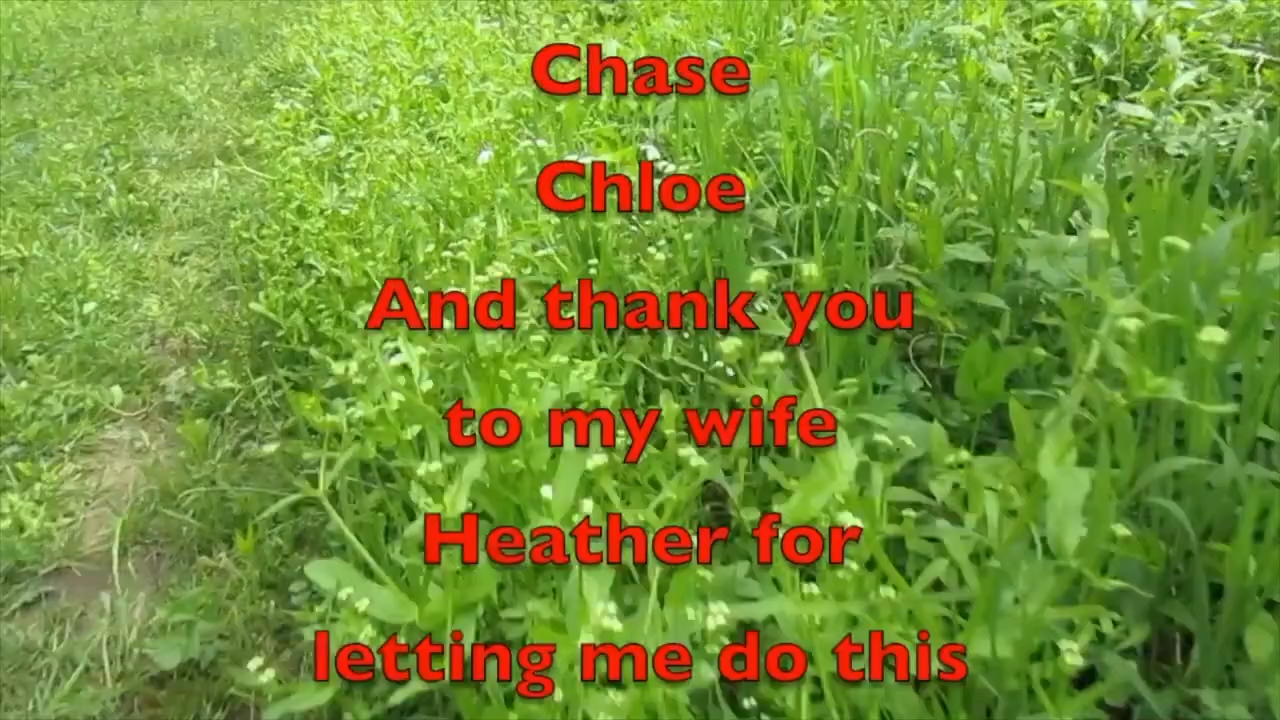 Chase
Chloe
And thank you
to my wife
Heather for
letting me do this